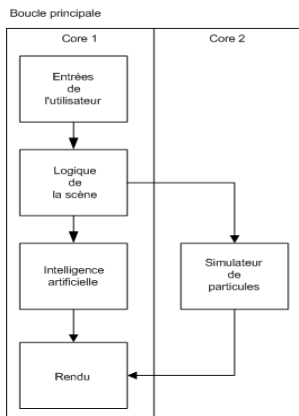 Boucle principale
Core 1
Core 2
Entrées
de
l'utilisateur
Logique
de
la scène
Intelligence
artificielle
Simulateur
de
particules
Rendu